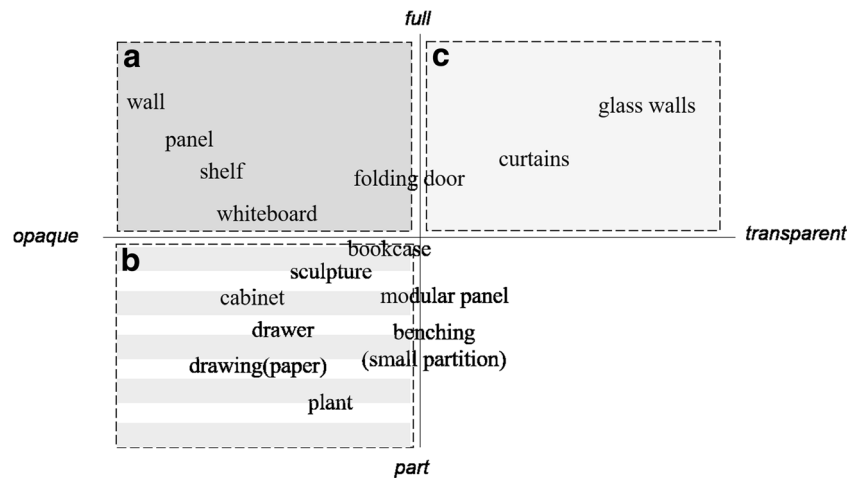 full
a
c
wall
glass walls
panel
curtains
shelf
folding door
whiteboard
opaque
transparent
bookcase
b
sculpture
cabinet
modular panel
drawer
benching
(small partition)
drawing(paper)
plant
part